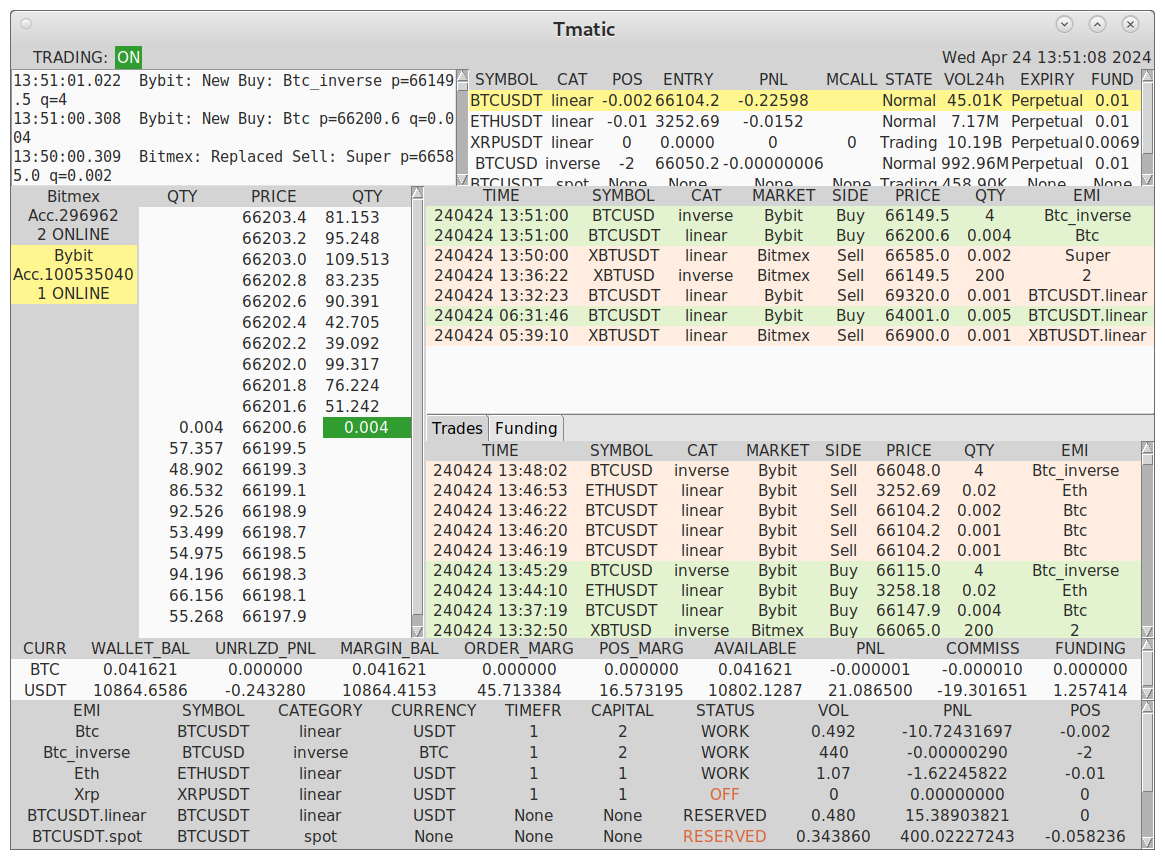 Tmatic
TRADING: ON
Wed Apr 24 13:51:08 2024
13:51:01.022 Bybit: New Buy: Btc_inverse p=66149
.5 q=4
13:51:00.308 Bybit: New Buy: Btc p=66200.6 q=0.0
04
13:50:00.309 Bitmex: Replaced Sell: Super p=6658
5.0 q=0.002
SYMBOL CAT POS ENTRY PNL MCALL STATE VOL24h EXPIRY FUND
BTCUSDT linear -0.002 66104.2 -0.22598 Normal 45.01K Perpetual 0.01
ETHUSDT linear -0.01 3252.69 -0.0152 Normal 7.17M Perpetual 0.01
XRPUSDT linear 0 0.0000 0 0 Trading 10.19B Perpetual 0.0069
BTCUSD inverse -2 66050.2 -0.00000006 Normal 992.96M Perpetual 0.01
BTCUSDT spot None None None None Trading 458.90K None None
Bitmex
Acc.296962
2 ONLINE
Bybit
Acc.100535040
1 ONLINE
QTY PRICE QTY
66203.4 81.153
66203.2 95.248
66203.0 109.513
66202.8 83.235
66202.6 90.391
66202.4 42.705
66202.2 39.092
66202.0 99.317
66201.8 76.224
66201.6 51.242
0.004 66200.6 0.004
57.357 66199.5
48.902 66199.3
86.532 66199.1
92.526 66198.9
53.499 66198.7
54.975 66198.5
94.196 66198.3
66.156 66198.1
55.268 66197.9
TIME SYMBOL CAT MARKET SIDE PRICE QTY EMI
240424 13:51:00 BTCUSD inverse Bybit Buy 66149.5 4 Btc_inverse
240424 13:51:00 BTCUSDT linear Bybit Buy 66200.6 0.004 Btc
240424 13:50:00 XBTUSDT linear Bitmex Sell 66585.0 0.002 Super
240424 13:36:22 XBTUSD inverse Bitmex Sell 66149.5 200 2
240424 13:32:23 BTCUSDT linear Bybit Sell 69320.0 0.001 BTCUSDT.linear
240424 06:31:46 BTCUSDT linear Bybit Buy 64001.0 0.005 BTCUSDT.linear
240424 05:39:10 XBTUSDT linear Bitmex Sell 66900.0 0.001 XBTUSDT.linear
Trades Funding
TIME SYMBOL CAT MARKET SIDE PRICE QTY EMI
240424 13:48:02 BTCUSD inverse Bybit Sell 66048.0 4 Btc_inverse
240424 13:46:53 ETHUSDT linear Bybit Sell 3252.69 0.02 Eth
240424 13:46:22 BTCUSDT linear Bybit Sell 66104.2 0.002 Btc
240424 13:46:20 BTCUSDT linear Bybit Sell 66104.2 0.001 Btc
240424 13:46:19 BTCUSDT linear Bybit Sell 66104.2 0.001 Btc
240424 13:45:29 BTCUSD inverse Bybit Buy 66115.0 4 Btc_inverse
240424 13:44:10 ETHUSDT linear Bybit Buy 3258.18 0.02 Eth
240424 13:37:19 BTCUSDT linear Bybit Buy 66147.9 0.004 Btc
240424 13:32:50 XBTUSD inverse Bitmex Buy 66065.0 200 2
CURR WALLET_BAL UNRLZD_PNL MARGIN_BAL ORDER_MARG POS_MARG AVAILABLE PNL COMMISS FUNDING
BTC 0.041621 0.000000 0.041621 0.000000 0.000000 0.041621 -0.000001 -0.000010 0.000000
USDT 10864.6586 -0.243280 10864.4153 45.713384 16.573195 10802.1287 21.086500 -19.301651 1.257414
EMI SYMBOL CATEGORY CURRENCY TIMEFR CAPITAL STATUS VOL PNL POS
Btc BTCUSDT linear USDT 1 2 WORK 0.492 -10.72431697 -0.002
Btc_inverse BTCUSD inverse BTC 1 2 WORK 440 -0.00000290 -2
Eth ETHUSDT linear USDT 1 1 WORK 1.07 -1.62245822 -0.01
Xrp XRPUSDT linear USDT 1 1 OFF 0 0.00000000 0
BTCUSDT.linear BTCUSDT linear USDT None None RESERVED 0.480 15.38903821 0
BTCUSDT.spot BTCUSDT spot None None None RESERVED 0.343860 400.02227243 -0.058236